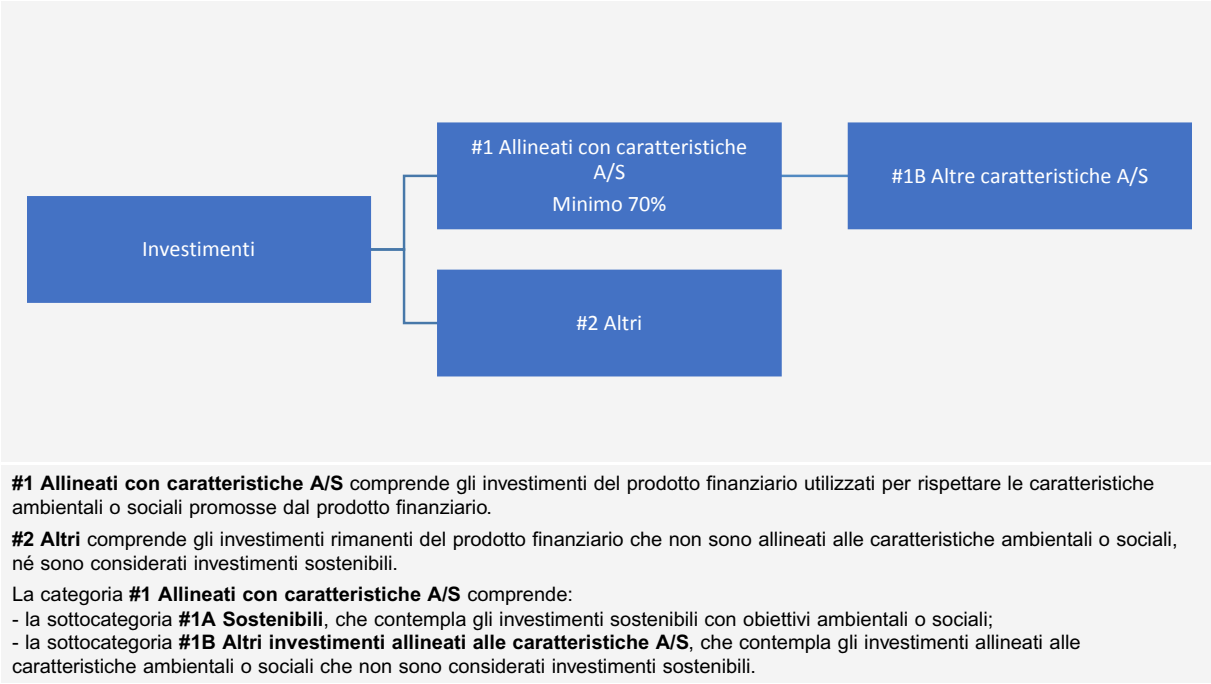 #1 Allineati con caratteristiche
A/S
Minimo 70%
#1B Altre caratteristiche A/S
Investimenti
#2 Altri
#1 Allineati con caratteristiche A/S comprende gli investimenti del prodotto finanziario utilizzati per rispettare le caratteristiche
ambientali o sociali promosse dal prodotto finanziario.
#2 Altri comprende gli investimenti rimanenti del prodotto finanziario che non sono allineati alle caratteristiche ambientali o sociali,
né sono considerati investimenti sostenibili.
La categoria #1 Allineati con caratteristiche A/S comprende:
- la sottocategoria #1A Sostenibili, che contempla gli investimenti sostenibili con obiettivi ambientali o sociali;
- la sottocategoria #1B Altri investimenti allineati alle caratteristiche A/S, che contempla gli investimenti allineati alle
caratteristiche ambientali o sociali che non sono considerati investimenti sostenibili.